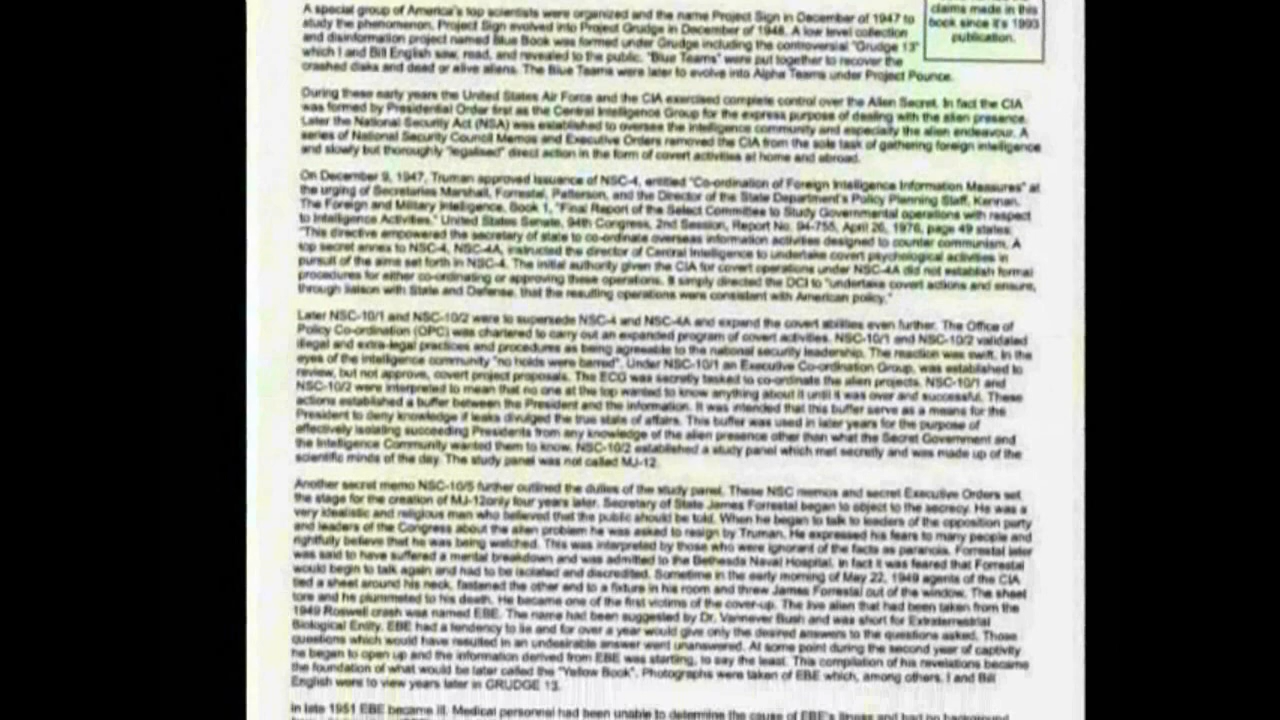 claims made in this
book since it's 1993
publication.
A special group of America's top scientists were organized and the name Project Sign in December of 1947 to
study the phenomenon. Project Sign evolved into Project Grudge in December of 1948. A low level collection
and disinformation project named Blue Book was formed under Grudge including the controversial "Grudge 13"
which I and Bill English saw, read, and revealed to the public. "Blue Teams" were put together to recover the
crashed disks and dead or alive aliens. The Blue Teams were later to evolve into Alpha Teams under Project Pounce.
During these early years the United States Air Force and the CIA exercised complete control over the Alien Secret. In fact the CIA
was formed by Presidential Order first as the Central Intelligence Group for the express purpose of dealing with the alien presence.
Later the National Security Act (NSA) was established to oversee the intelligence community and especially the alien endeavour. A
series of National Security Council Memos and Executive Orders removed the CIA from the sole task of gathering foreign intelligence
and slowly but thoroughly "legalised" direct action in the form of covert activities at home and abroad.
On December 9, 1947, Truman approved issuance of NSC-4, entitled "Co-ordination of Foreign Intelligence Information Measures" at
the urging of Secretaries Marshall, Forrestal, Patterson, and the Director of the State Department's Policy Planning Staff, Kennan.
The Foreign and Military Intelligence, Book 1, "Final Report of the Select Committee to Study Governmental operations with respect
to Intelligence Activities." United States Senate, 94th Congress, 2nd Session, Report No. 94-755, April 26, 1976, page 49 states;
"This directive empowered the secretary of state to co-ordinate overseas information activities designed to counter communism. A
top secret annex to NSC-4, NSC-4A, instructed the director of Central Intelligence to undertake covert psychological activities in
pursuit of the aims set forth in NSC-4. The initial authority given the CIA for covert operations under NSC-4A did not establish formal
procedures for either co-ordinating or approving these operations. It simply directed the DCI to "undertake covert actions and ensure,
through liaison with State and Defense, that the resulting operations were consistent with American policy."
Later NSC-10/1 and NSC-10/2 were to supersede NSC-4 and NSC-4A and expand the covert abilities even further. The Office of
Policy Co-ordination (OPC) was chartered to carry out an expanded program of covert activities. NSC-10/1 and NSC-10/2 validated
illegal and extra-legal practices and procedures as being agreeable to the national security leadership. The reaction was swift. In the
eyes of the intelligence community "no holds were barred". Under NSC-10/1 an Executive Co-ordination Group, was established to
review, but not approve, covert project proposals. The ECG was secretly tasked to co-ordinate the alien projects. NSC-10/1 and
NSC-10/2 were interpreted to mean that no one at the top wanted to know anything about it until it was over and successful. These
actions established a buffer between the President and the information. It was intended that this buffer serve as a means for the
President to deny knowledge if leaks divulged the true state of affairs. This buffer was used in later years for the purpose of
effectively isolating succeeding Presidents from any knowledge of the alien presence other than what the Secret Government and
the Intelligence Community wanted them to know. NSC-10/2 established a study panel which met secretly and was made up of the
scientific minds of the day. The study panel was not called MJ-12.
Another secret memo NSC-10/5 further outlined the duties of the study panel. These NSC memos and secret Executive Orders set
the stage for the creation of MJ-12only four years later. Secretary of State James Forrestal began to object to the secrecy. He was a
very idealistic and religious man who believed that the public should be told. When he began to talk to leaders of the opposition party
and leaders of the Congress about the alien problem he was asked to resign by Truman. He expressed his fears to many people and
rightfully believe that he was being watched. This was interpreted by those who were ignorant of the facts as paranoia. Forrestal later
was said to have suffered a mental breakdown and was admitted to the Bethesda Naval Hospital. In fact it was feared that Forrestal
would begin to talk again and had to be isolated and discredited. Sometime in the early morning of May 22, 1949 agents of the CIA
tied a sheet around his neck, fastened the other end to a fixture in his room and threw James Forrestal out of the window. The sheet
tore and he plummeted to his death. He became one of the first victims of the cover-up. The live alien that had been taken from the
1949 Roswell crash was named EBE. The name had been suggested by Dr. Vannever Bush and was short for Extraterrestrial
Biological Entity. EBE had a tendency to lie and for over a year would give only the desired answers to the questions asked. Those
questions which would have resulted in an undesirable answer went unanswered. At some point during the second year of captivity
he began to open up and the information derived from EBE was starting, to say the least. This compilation of his revelations became
the foundation of what would be later called the "Yellow Book". Photographs were taken of EBE which, among others, I and Bill
English were to view years later in GRUDGE 13.
In late 1951 EBE became ill. Medical personnel had been unable to determine the cause of EBE's illness and had no background